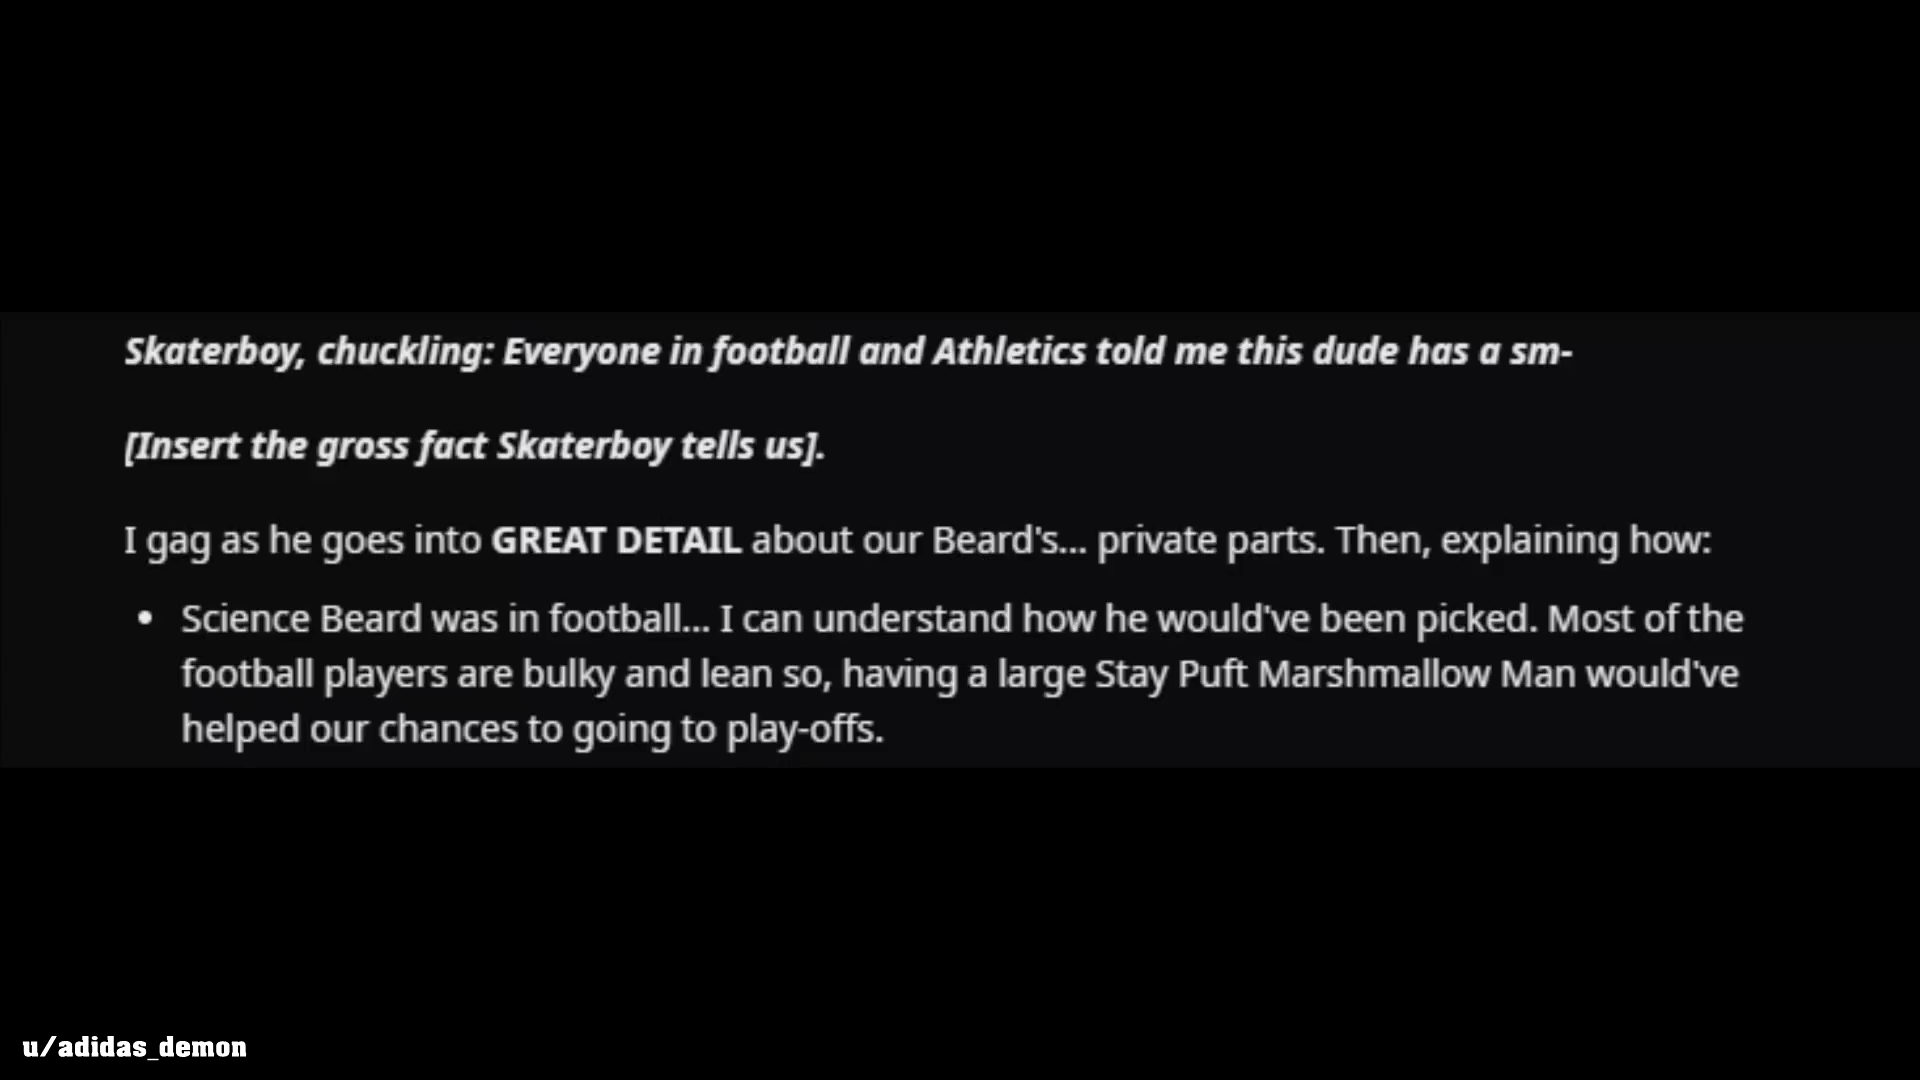 Skaterboy, chuckling: Everyone in football and Athletics told me this dude has a sm-
[Insert the gross fact Skaterboy tells us].
I gag as he goes into GREAT DETAIL about our Beard's... private parts. Then, explaining how:
• Science Beard was in football... I can understand how he would've been picked. Most of the
football players are bulky and lean so, having a large Stay Puft Marshmallow Man would've
helped our chances to going to play-offs.
u/adidas_demon